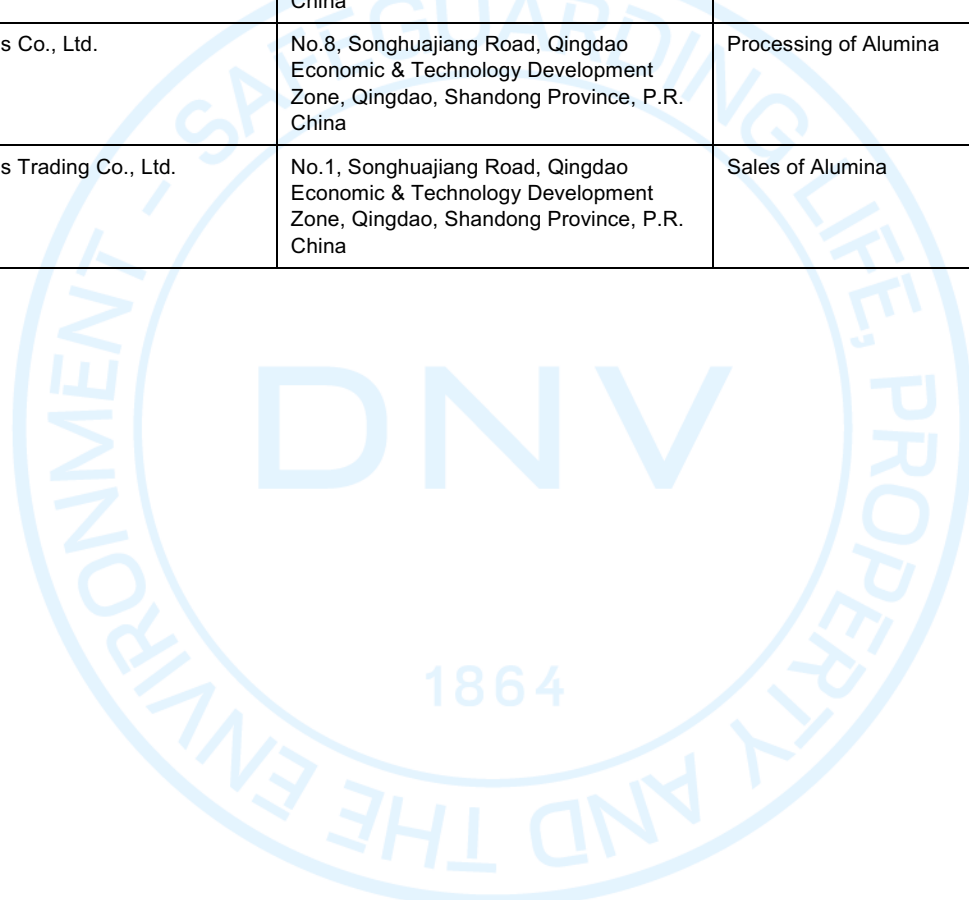 China
s Co., Ltd.
No.8, Songhuajiang Road, Qingdao
Economic & Technology Development
Zone, Qingdao, Shandong Province, P.R.
China
Processing of Alumina
s Trading Co., Ltd.
No.1, Songhuajiang Road, Qingdao
Economic & Technology Development
Zone, Qingdao, Shandong Province, P.R.
China
Sales of Alumina
SAFEGUARDING LIFE, PROPERTY AND THE ENVIRONMENT –
DNV
1864